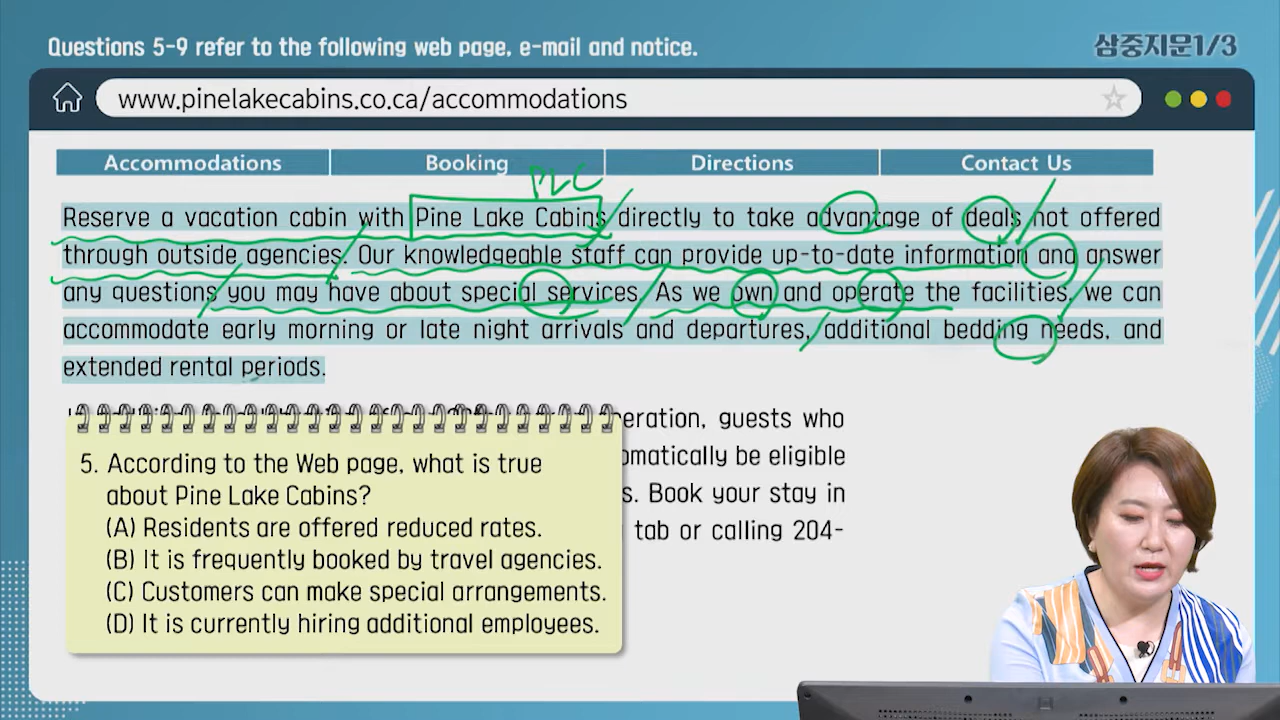 Questions 5-9 refer to the following web page, e-mail and notice.
삼중지문1/3
www.pinelakecabins.co.ca/accommodations
Accommodations Booking Directions Contact Us
PLC
Reserve a vacation cabin with Pine Lake Cabins directly to take advantage of deals not offered
through outside agencies. Our knowledgeable staff can provide up-to-date information and answer
any questions you may have about special services. As we own and operate the facilities, we can
accommodate early morning or late night arrivals and departures, additional bedding needs, and
extended rental periods.
eration, guests who
omatically be eligible
s. Book your stay in
tab or calling 204-
5. According to the Web page, what is true
about Pine Lake Cabins?
(A) Residents are offered reduced rates.
(B) It is frequently booked by travel agencies.
(C) Customers can make special arrangements.
(D) It is currently hiring additional employees.